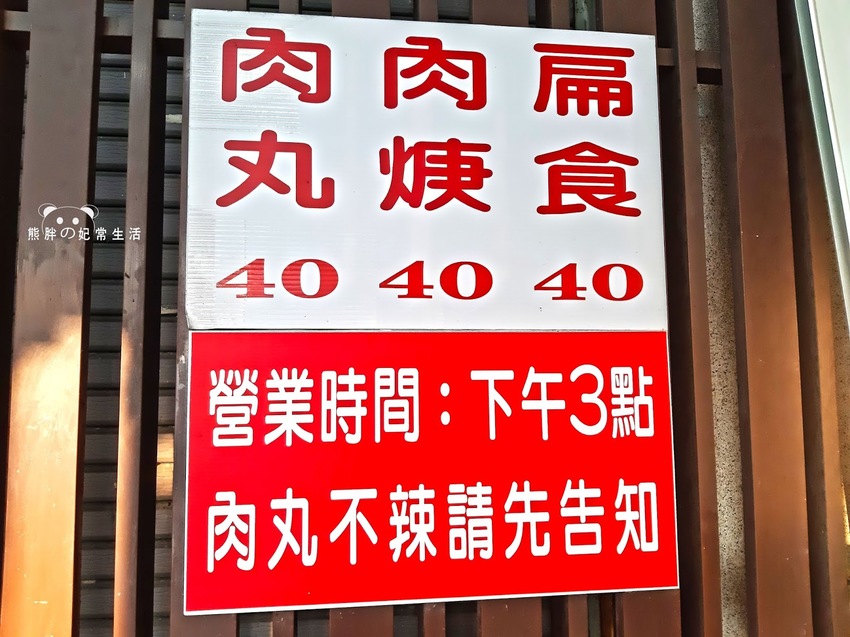 扁食 40
肉焿 40
肉丸 40
營業時間：下午3點
肉丸不辣請先告知
熊胖の妃常生活